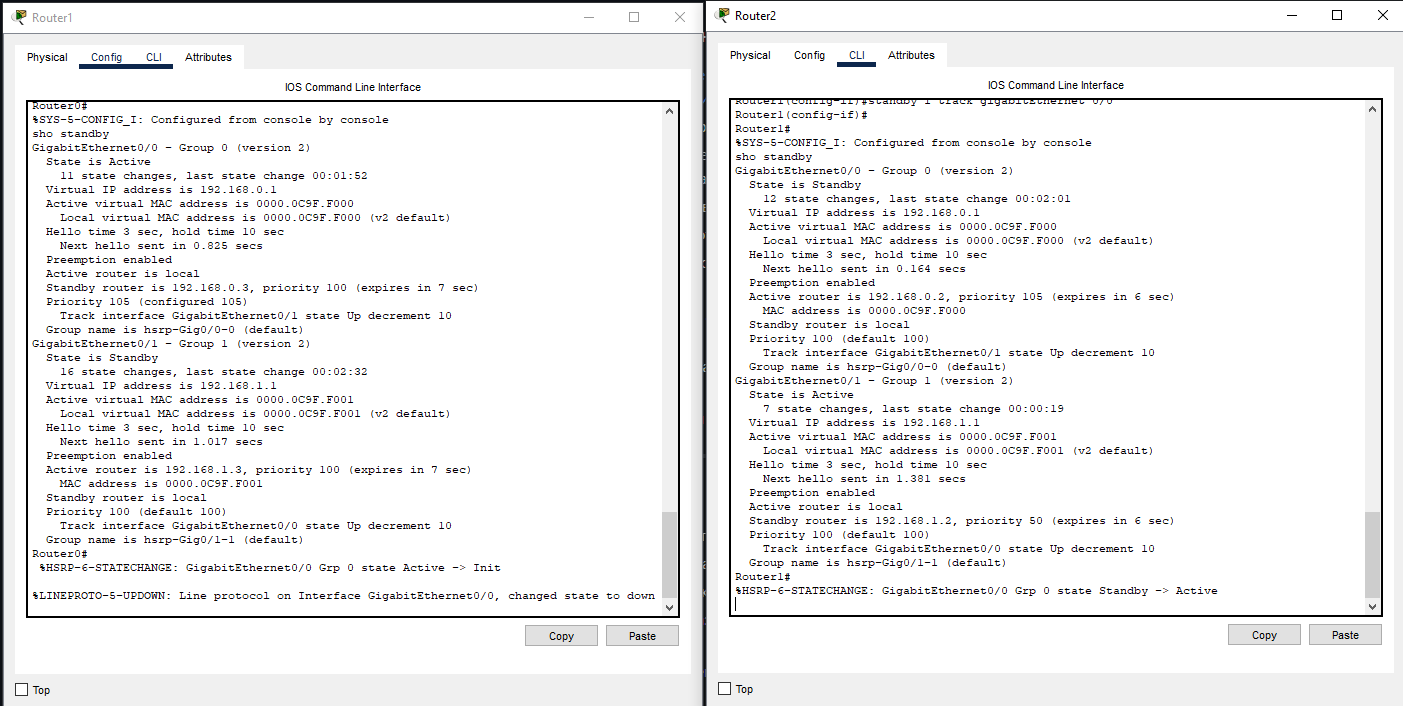 Router1
Physical Config CLI Attributes
IOS Command Line Interface
Router0#
%SYS-5-CONFIG_I: Configured from console by console
sho standby
GigabitEthernet0/0 - Group 0 (version 2)
State is Active
11 state changes, last state change 00:01:52
Virtual IP address is 192.168.0.1
Active virtual MAC address is 0000.0C9F.F000
Local virtual MAC address is 0000.0C9F.F000 (v2 default)
Hello time 3 sec, hold time 10 sec
Next hello sent in 0.825 secs
Preemption enabled
Active router is local
Standby router is 192.168.0.3, priority 100 (expires in 7 sec)
Priority 105 (configured 105)
Track interface GigabitEthernet0/1 state Up decrement 10
Group name is hsrp-Gig0/0-0 (default)
GigabitEthernet0/1 - Group 1 (version 2)
State is Standby
16 state changes, last state change 00:02:32
Virtual IP address is 192.168.1.1
Active virtual MAC address is 0000.0C9F.F001
Local virtual MAC address is 0000.0C9F.F001 (v2 default)
Hello time 3 sec, hold time 10 sec
Next hello sent in 1.017 secs
Preemption enabled
Active router is 192.168.1.3, priority 100 (expires in 7 sec)
MAC address is 0000.0C9F.F001
Standby router is local
Priority 100 (default 100)
Track interface GigabitEthernet0/0 state Up decrement 10
Group name is hsrp-Gig0/1-1 (default)
Router0#
%HSRP-6-STATECHANGE: GigabitEthernet0/0 Grp 0 state Active -> Init
%LINEPROTO-5-UPDOWN: Line protocol on Interface GigabitEthernet0/0, changed state to down
Copy Paste
Top
Router2
Physical Config CLI Attributes
IOS Command Line Interface
Router1(config-if)#standby 1 track gigabitEthernet 0/0
Router1(config-if)#
Router1#
%SYS-5-CONFIG_I: Configured from console by console
sho standby
GigabitEthernet0/0 - Group 0 (version 2)
State is Standby
12 state changes, last state change 00:02:01
Virtual IP address is 192.168.0.1
Active virtual MAC address is 0000.0C9F.F000
Local virtual MAC address is 0000.0C9F.F000 (v2 default)
Hello time 3 sec, hold time 10 sec
Next hello sent in 0.164 secs
Preemption enabled
Active router is 192.168.0.2, priority 105 (expires in 6 sec)
MAC address is 0000.0C9F.F000
Standby router is local
Priority 100 (default 100)
Track interface GigabitEthernet0/1 state Up decrement 10
Group name is hsrp-Gig0/0-0 (default)
GigabitEthernet0/1 - Group 1 (version 2)
State is Active
7 state changes, last state change 00:00:19
Virtual IP address is 192.168.1.1
Active virtual MAC address is 0000.0C9F.F001
Local virtual MAC address is 0000.0C9F.F001 (v2 default)
Hello time 3 sec, hold time 10 sec
Next hello sent in 1.381 secs
Preemption enabled
Active router is local
Standby router is 192.168.1.2, priority 50 (expires in 6 sec)
Priority 100 (default 100)
Track interface GigabitEthernet0/0 state Up decrement 10
Group name is hsrp-Gig0/1-1 (default)
Router1#
%HSRP-6-STATECHANGE: GigabitEthernet0/0 Grp 0 state Standby -> Active
Copy Paste
Top